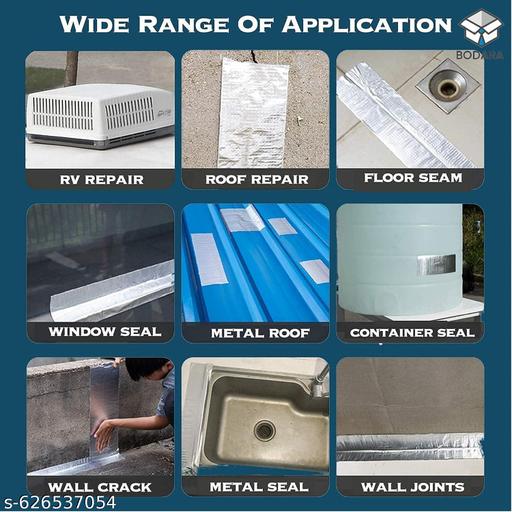 WIDE RANGE OF APPLICATION
BODARA
RV REPAIR
ROOF REPAIR
FLOOR SEAM
WINDOW SEAL
METAL ROOF
CONTAINER SEAL
WALL CRACK
METAL SEAL
WALL JOINTS
s-626537054